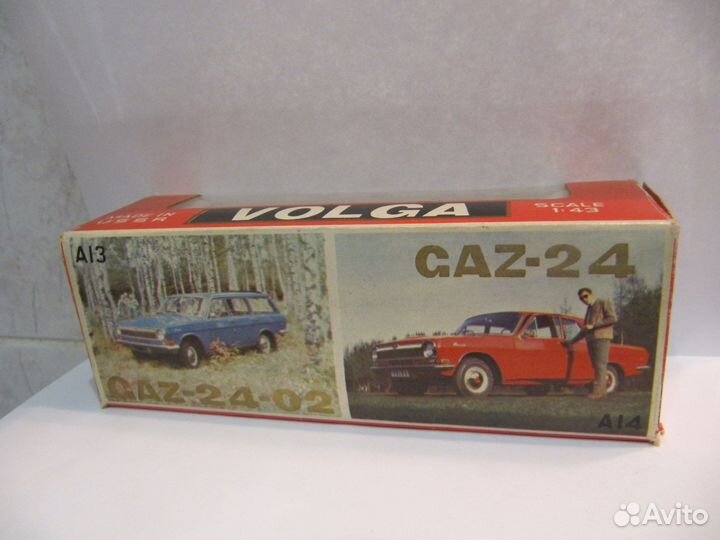 MADE IN
USSR
VOLGA
SCALE
1:43
A13
GAZ-24-02
GAZ-24
A14
Avito